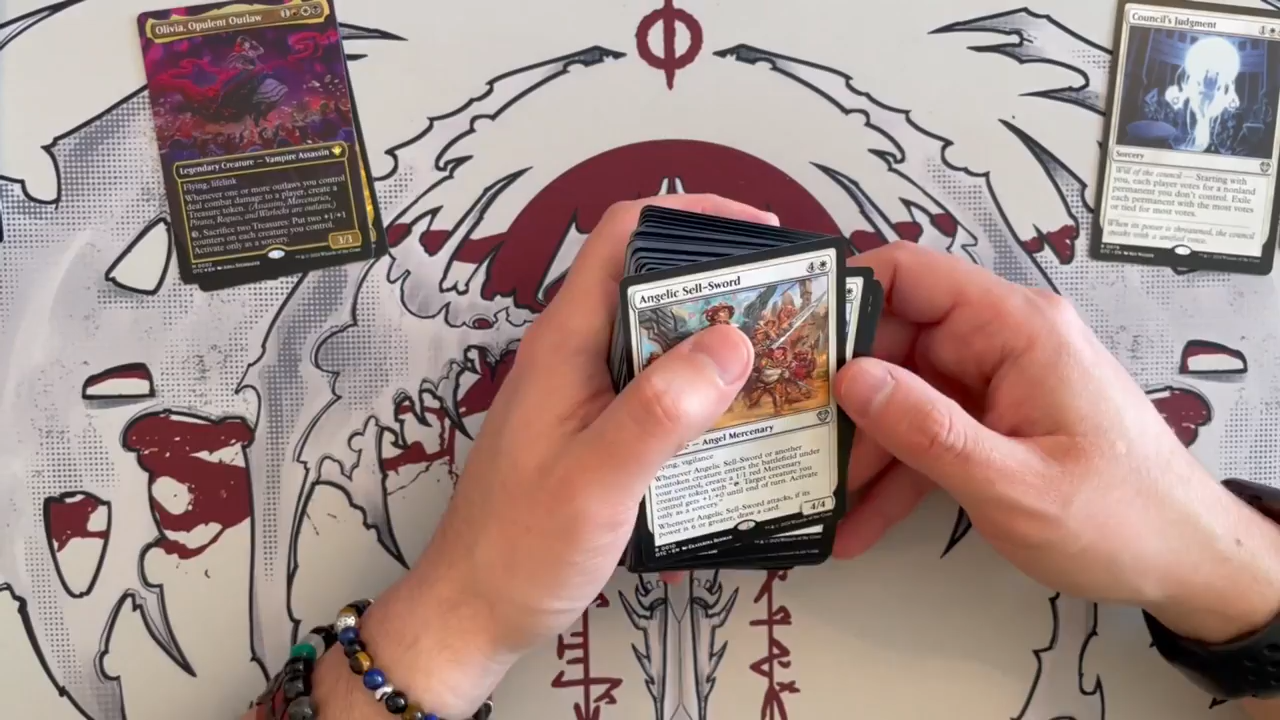 Olivia, Opulent Outlaw
Legendary Creature — Vampire Assassin
Flying, lifelink
Whenever one or more outlaws you control
deal combat damage to a player, create a
Treasure token. (Assassins, Mercenaries,
Pirates, Rogues, and Warlocks are outlaws.)
Sacrifice two Treasures: Put two +1/+1
counters on each creature you control.
Activate only as a sorcery.
3/3
Angelic Sell-Sword
4
— Angel Mercenary
vigilance
Whenever Angelic Sell-Sword or another
nontoken creature enters the battlefield under
your control, create a 1/1 red Mercenary
creature token with "Target creature you
control gets +1/+0 until end of turn. Activate
only as a sorcery."
Whenever Angelic Sell-Sword attacks, if its
power is 6 or greater, draw a card.
4/4
Council's Judgment
1
Sorcery
Will of the council — Starting with
you, each player votes for a nonland
permanent you don't control. Exile
each permanent with the most votes
or tied for most votes.
When its power is threatened, the council
smites with a unified voice.